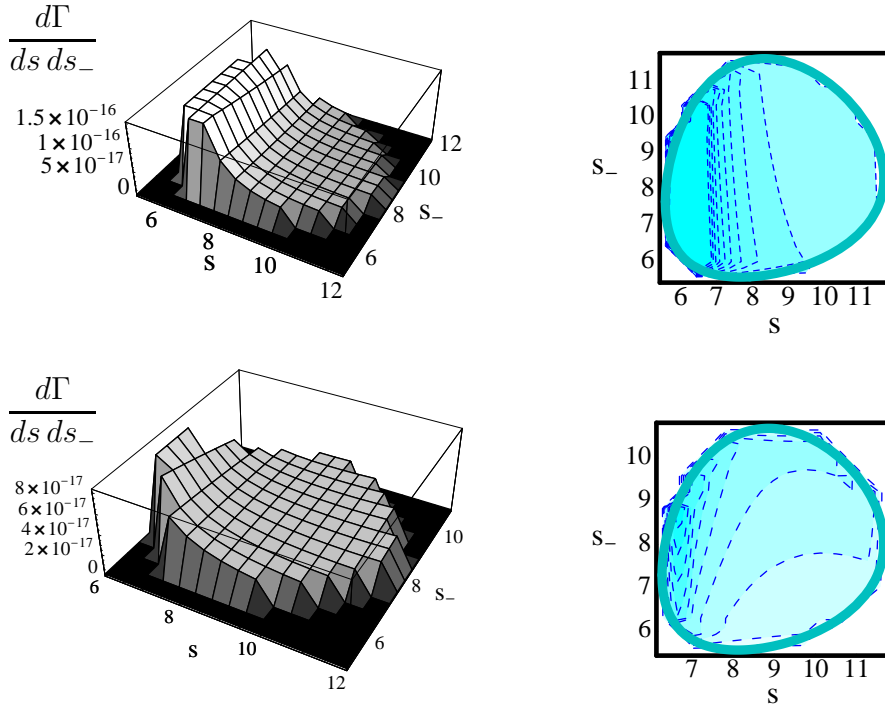 dΓ
ds ds₋
1.5 × 10⁻¹⁶
1 × 10⁻¹⁶
5 × 10⁻¹⁷
0
6
8
10
12
s
6
8
10
12
s₋
11
10
9
8
7
6
s₋
6 7 8 9 10 11
s
dΓ
ds ds₋
8 × 10⁻¹⁷
6 × 10⁻¹⁷
4 × 10⁻¹⁷
2 × 10⁻¹⁷
0
6
8
10
12
s
6
8
10
s₋
10
9
8
7
6
s₋
7 8 9 10 11
s